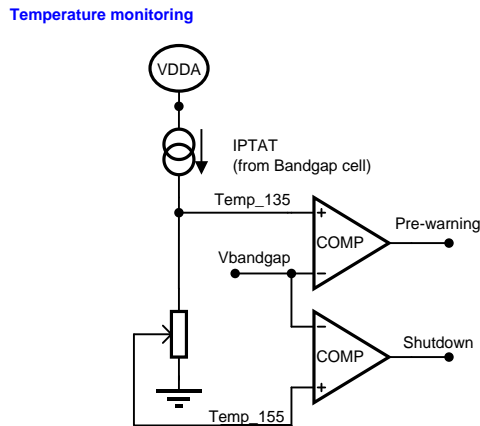 Temperature monitoring
VDDA
IPTAT
(from Bandgap cell)
Temp_135
+
COMP
Pre-warning
Vbandgap
−
−
COMP
Shutdown
+
Temp_155